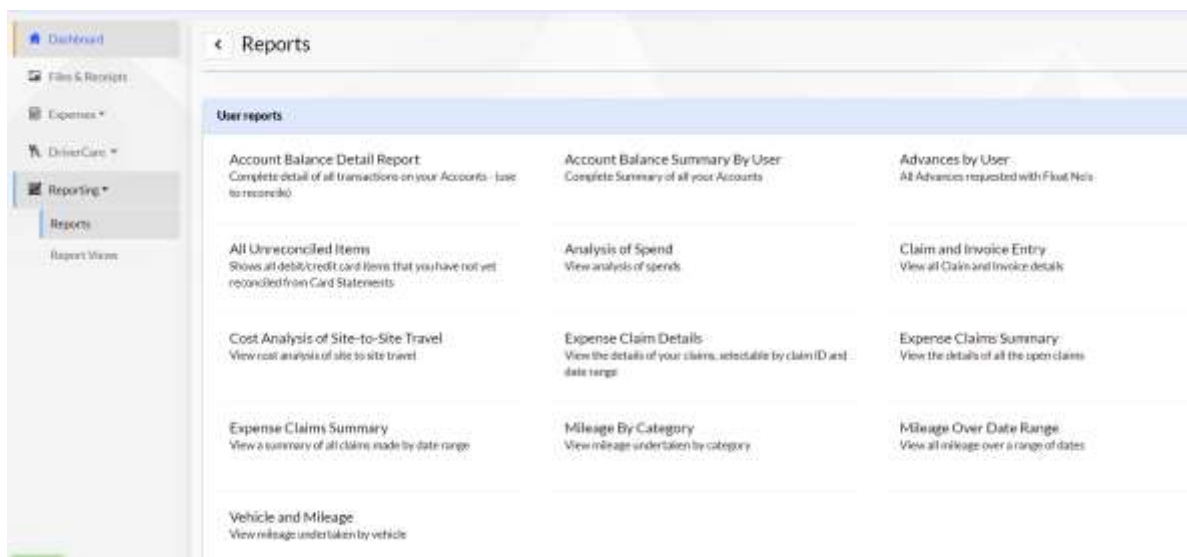 Dashboard
Files & Receipts
Expenses
DriverCare
Reporting
Reports
Report Views
Reports
User reports
Account Balance Detail Report
Complete detail of all transactions on your Accounts - (use
to reconcile)
Account Balance Summary By User
Complete Summary of all your Accounts
Advances by User
All Advances requested with Float No's
All Unreconciled Items
Shows all debit/credit card items that you have not yet
reconciled from Card Statements
Analysis of Spend
View analysis of spends
Claim and Invoice Entry
View all Claim and Invoice details
Cost Analysis of Site-to-Site Travel
View cost analysis of site to site travel
Expense Claim Details
View the details of your claims, selectable by claim ID and
date range
Expense Claims Summary
View the details of all the open claims
Expense Claims Summary
View a summary of all claims made by date range
Mileage By Category
View mileage undertaken by category
Mileage Over Date Range
View all mileage over a range of dates
Vehicle and Mileage
View mileage undertaken by vehicle